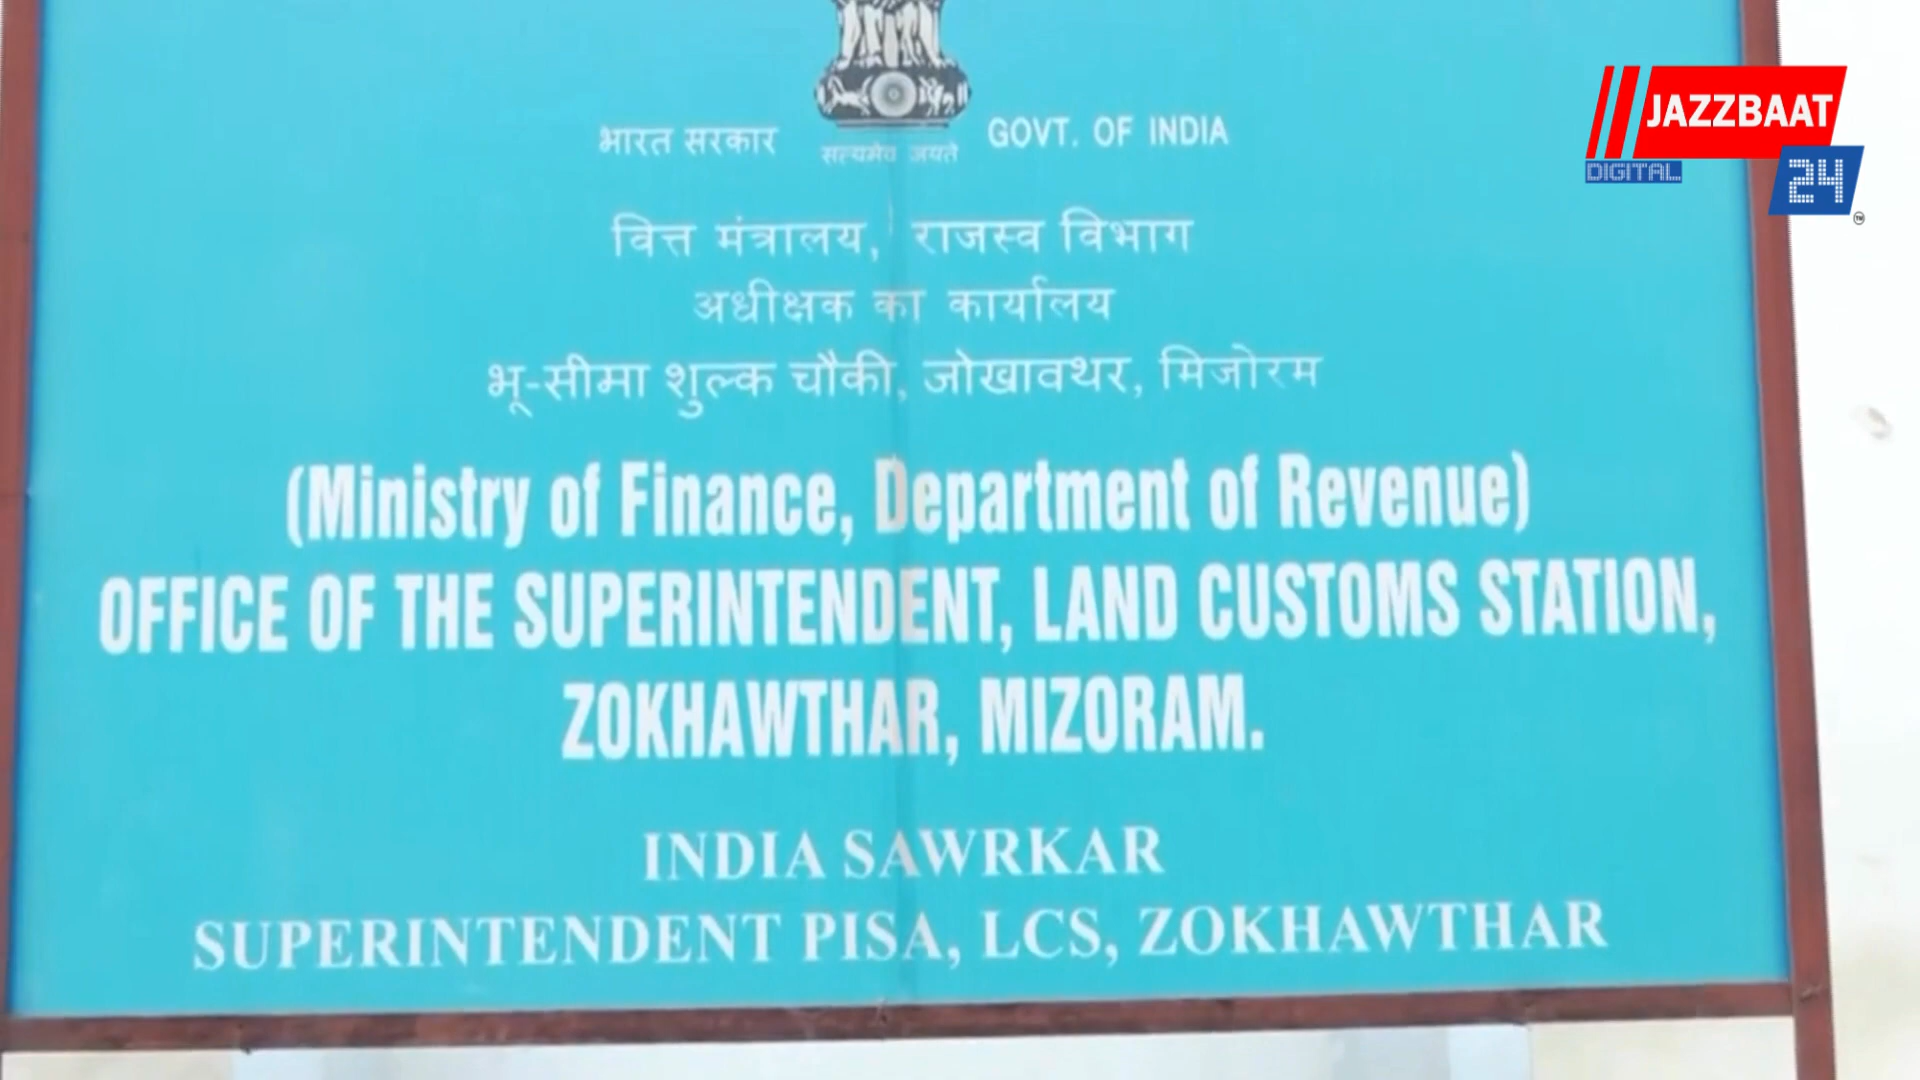 भारत सरकार
सत्यमेव जयते
GOVT. OF INDIA
JAZZBAAT
DIGITAL
24
TM
वित्त मंत्रालय, राजस्व विभाग
अधीक्षक का कार्यालय
भू-सीमा शुल्क चौकी, जोखावथर, मिजोरम
(Ministry of Finance, Department of Revenue)
OFFICE OF THE SUPERINTENDENT, LAND CUSTOMS STATION,
ZOKHAWTHAR, MIZORAM.
INDIA SAWRKAR
SUPERINTENDENT PISA, LCS, ZOKHAWTHAR